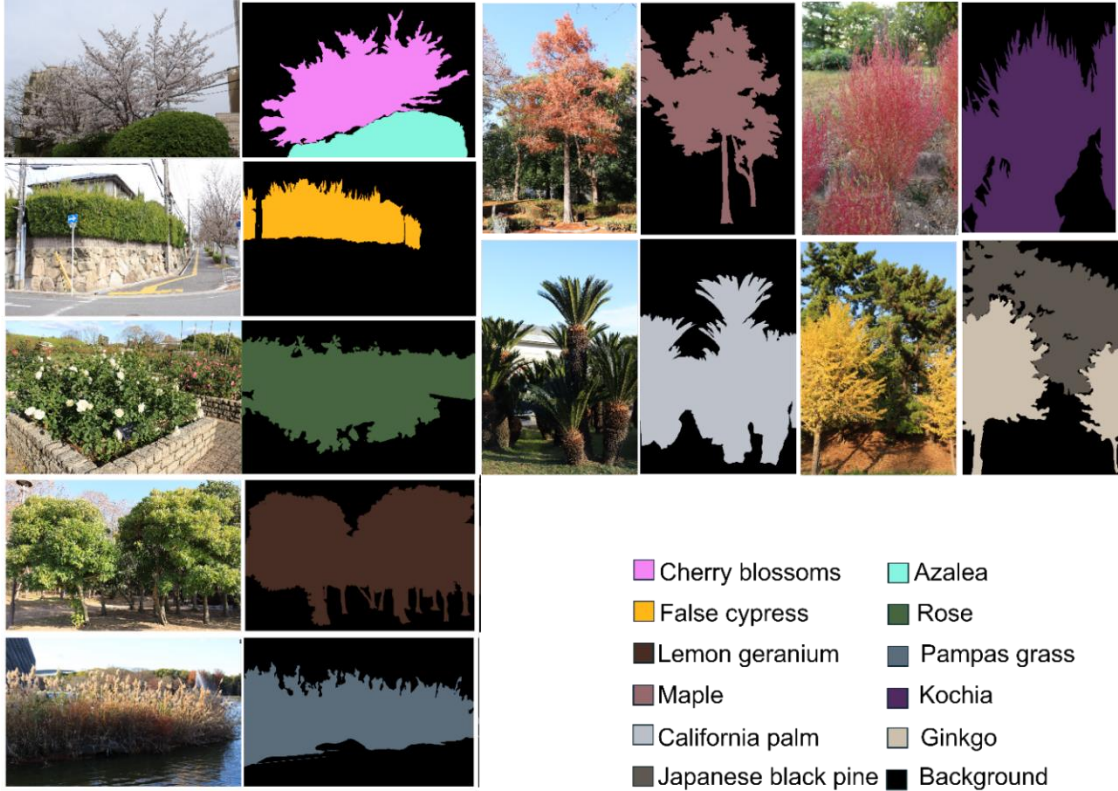 Cherry blossoms
Azalea
False cypress
Rose
Lemon geranium
Pampas grass
Maple
Kochia
California palm
Ginkgo
Japanese black pine
Background